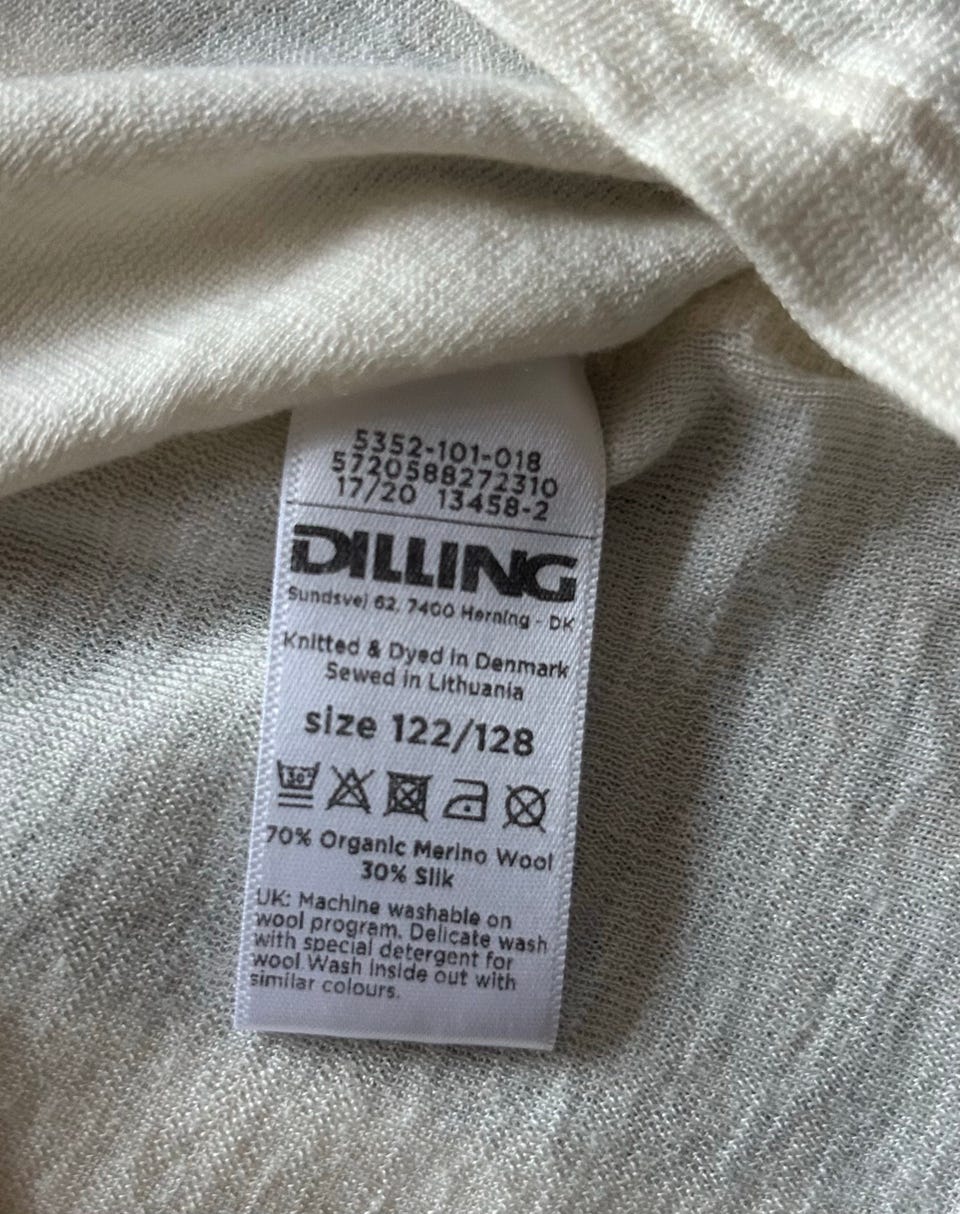 5352-101-018
5720588272310
17/20 13458-2
DILLING
Sundsvej 62, 7400 Herning - DK
Knitted & Dyed in Denmark
Sewed in Lithuania
size 122/128
30°
70% Organic Merino Wool
30% Silk
UK: Machine washable on
wool program. Delicate wash
with special detergent for
wool Wash inside out with
similar colours.